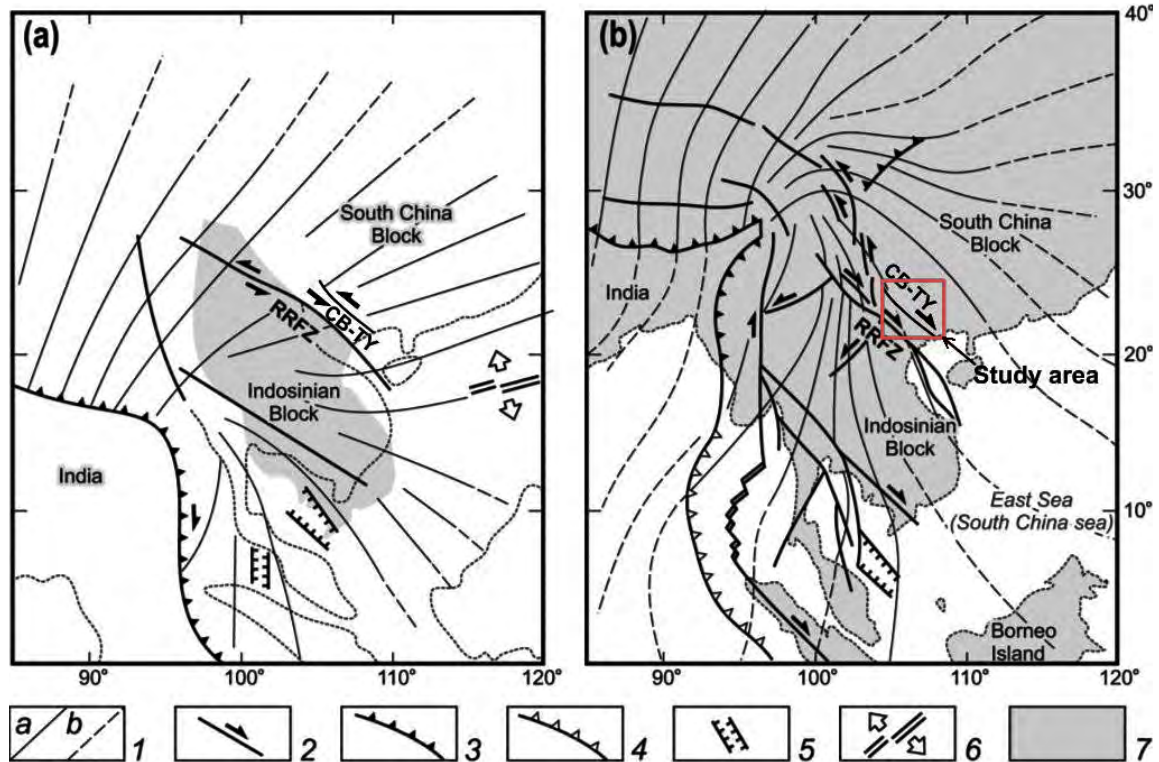 (a)
South China
Block
RRFZ
CB-TY
Indosinian
Block
India
90°
100°
110°
120°
(b)
40°
30°
South China
Block
CB-TY
India
RRFZ
20°
Study area
Indosinian
Block
East Sea
(South China sea)
10°
Borneo
Island
0°
90°
100°
110°
120°
a b 1
2
3
4
5
6
7